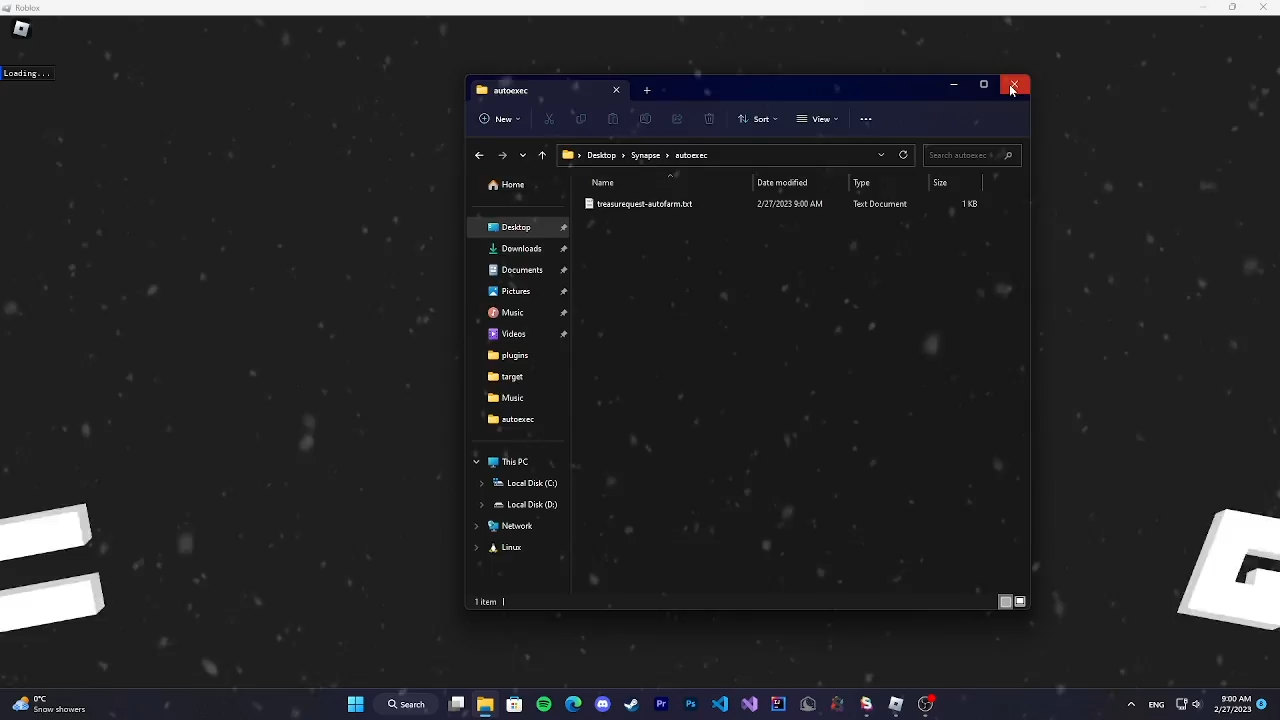 Roblox
Loading...
autoexec
New
Sort
View
Desktop
Synapse
autoexec
Search autoexec
Name
Date modified
Type
Size
treasurequest-autofarm.txt
2/27/2023 9:00 AM
Text Document
1 KB
Home
Desktop
Downloads
Documents
Pictures
Music
Videos
plugins
target
Music
autoexec
This PC
Local Disk (C:)
Local Disk (D:)
Network
Linux
1 item
0°C
Snow showers
Search
Pr
Ps
ENG
9:00 AM
2/27/2023
3